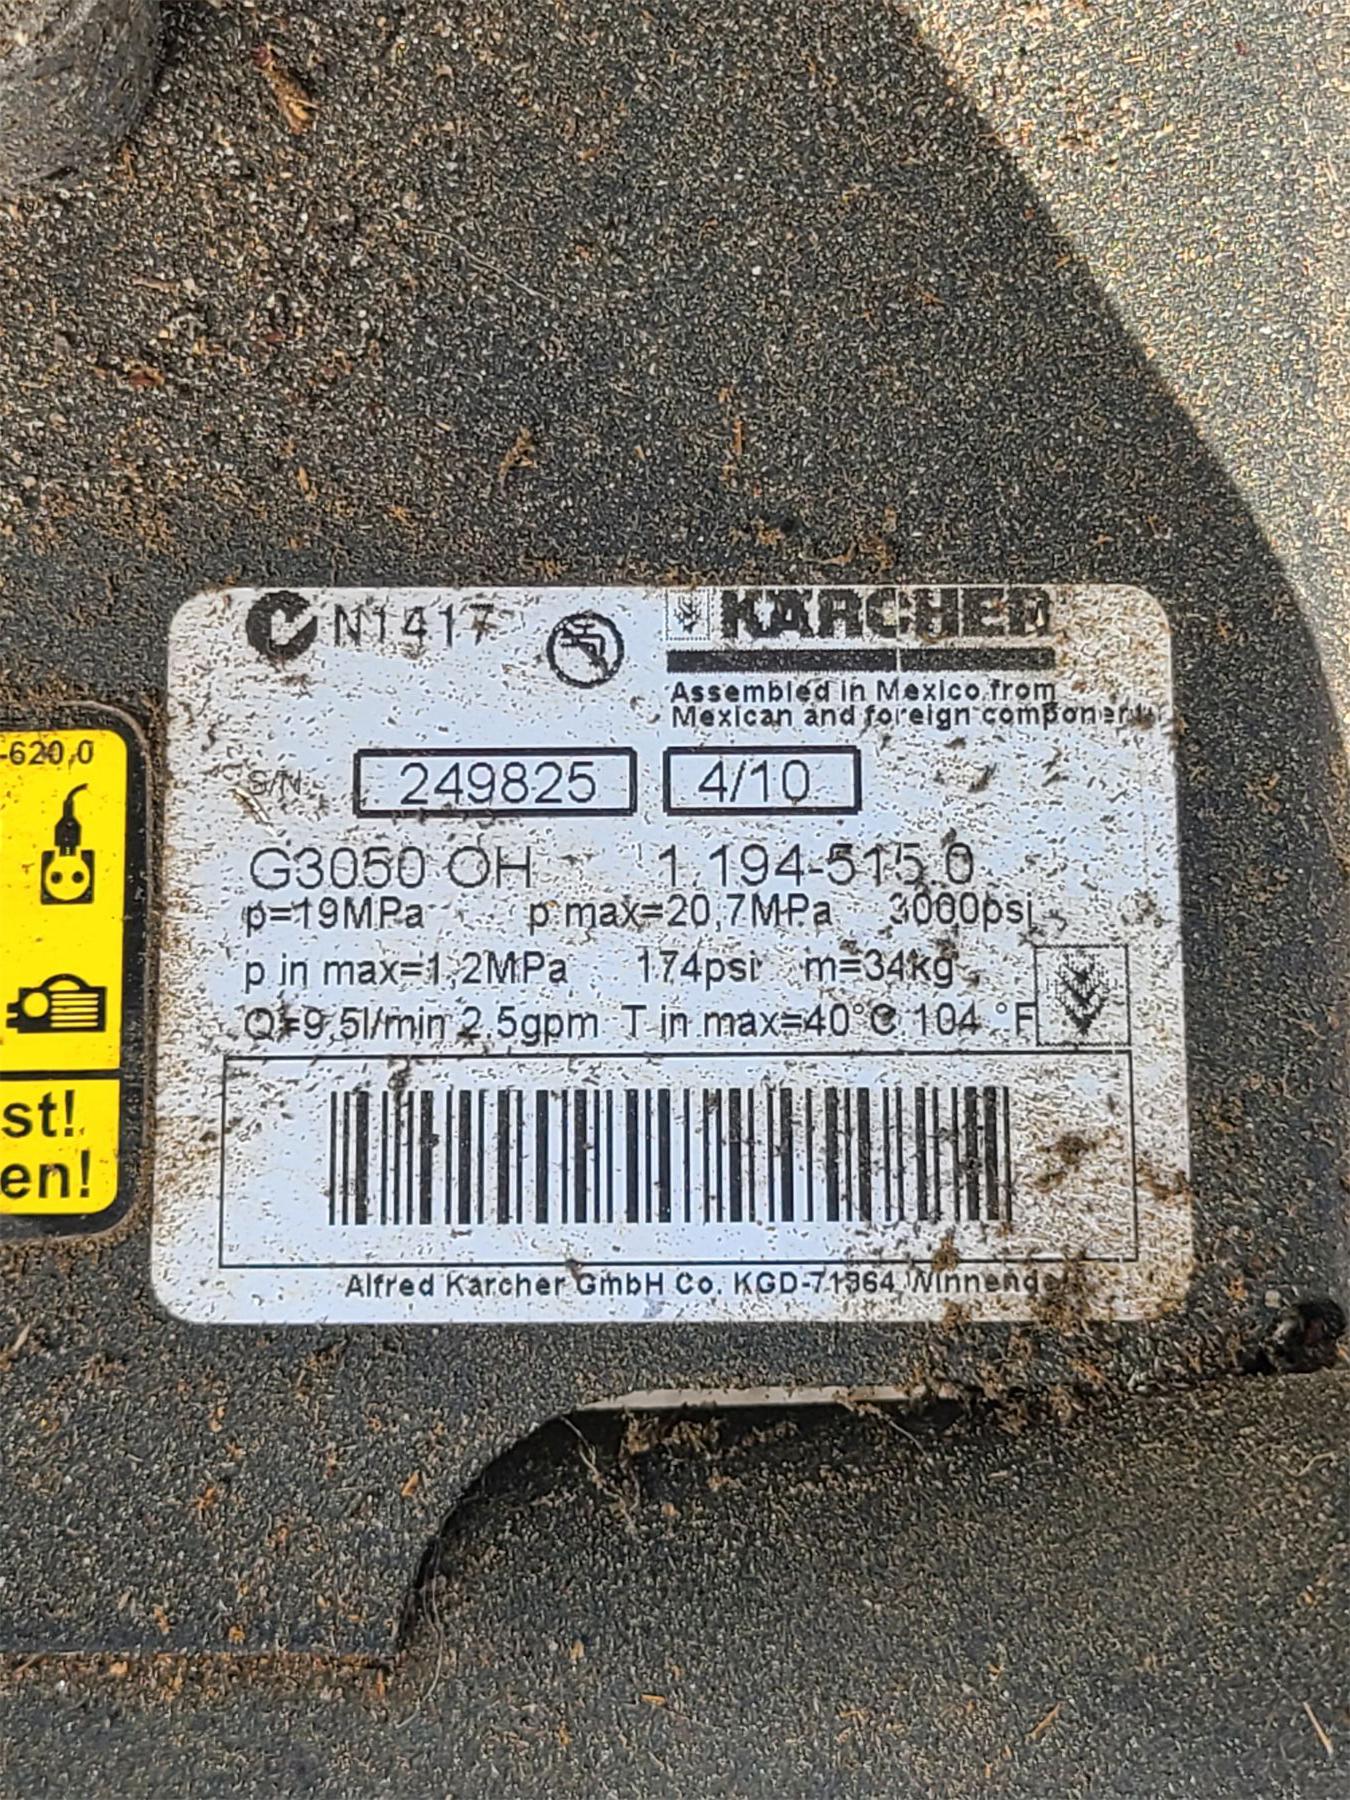 N1417
KÄRCHER
Assembled in Mexico from
Mexican and foreign components
S/N
249825
4/10
G3050 OH 1.194-515.0
p=19MPa p max=20,7MPa 3000psi
p in max=1,2MPa 174psi m=34kg
Q=9,5l/min 2.5gpm T in max=40°C 104 °F
Alfred Karcher GmbH Co. KGD-71364 Winnenden
-620.0
st!
en!